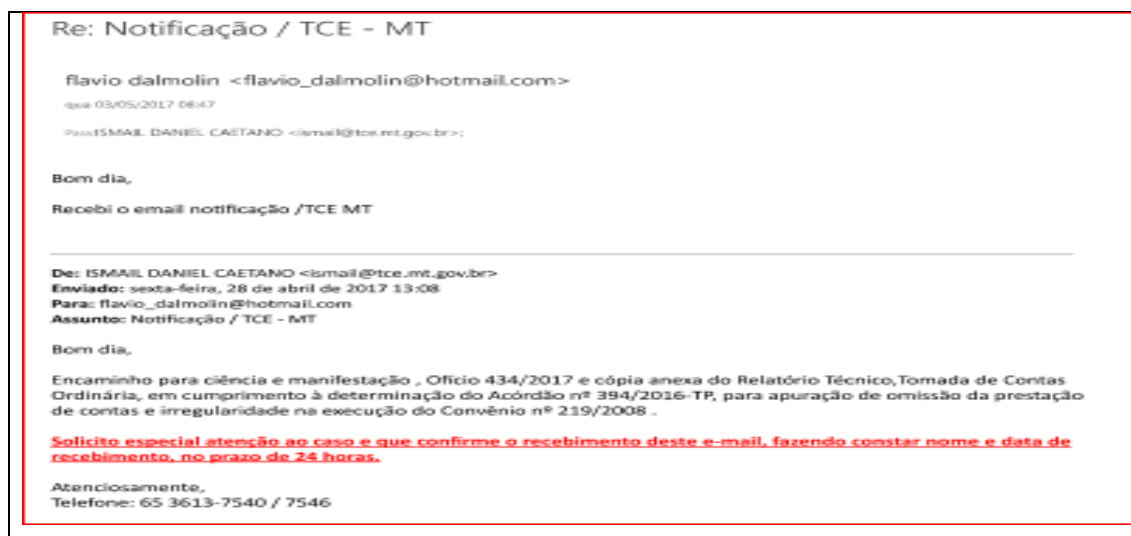 Re: Notificação / TCE - MT
flavio dalmolin <flavio_dalmolin@hotmail.com>
qua 03/05/2017 08:47
Para:ISMAIL DANIEL CAETANO <ismail@tce.mt.gov.br>;
Bom dia,
Recebi o email notificação /TCE MT
De: ISMAIL DANIEL CAETANO <ismail@tce.mt.gov.br>
Enviado: sexta-feira, 28 de abril de 2017 13:08
Para: flavio_dalmolin@hotmail.com
Assunto: Notificação / TCE - MT
Bom dia,
Encaminho para ciência e manifestação , Ofício 434/2017 e cópia anexa do Relatório Técnico,Tomada de Contas
Ordinária, em cumprimento à determinação do Acórdão nº 394/2016-TP, para apuração de omissão da prestação
de contas e irregularidade na execução do Convênio nº 219/2008 .
Solicito especial atenção ao caso e que confirme o recebimento deste e-mail, fazendo constar nome e data de
recebimento, no prazo de 24 horas.
Atenciosamente,
Telefone: 65 3613-7540 / 7546